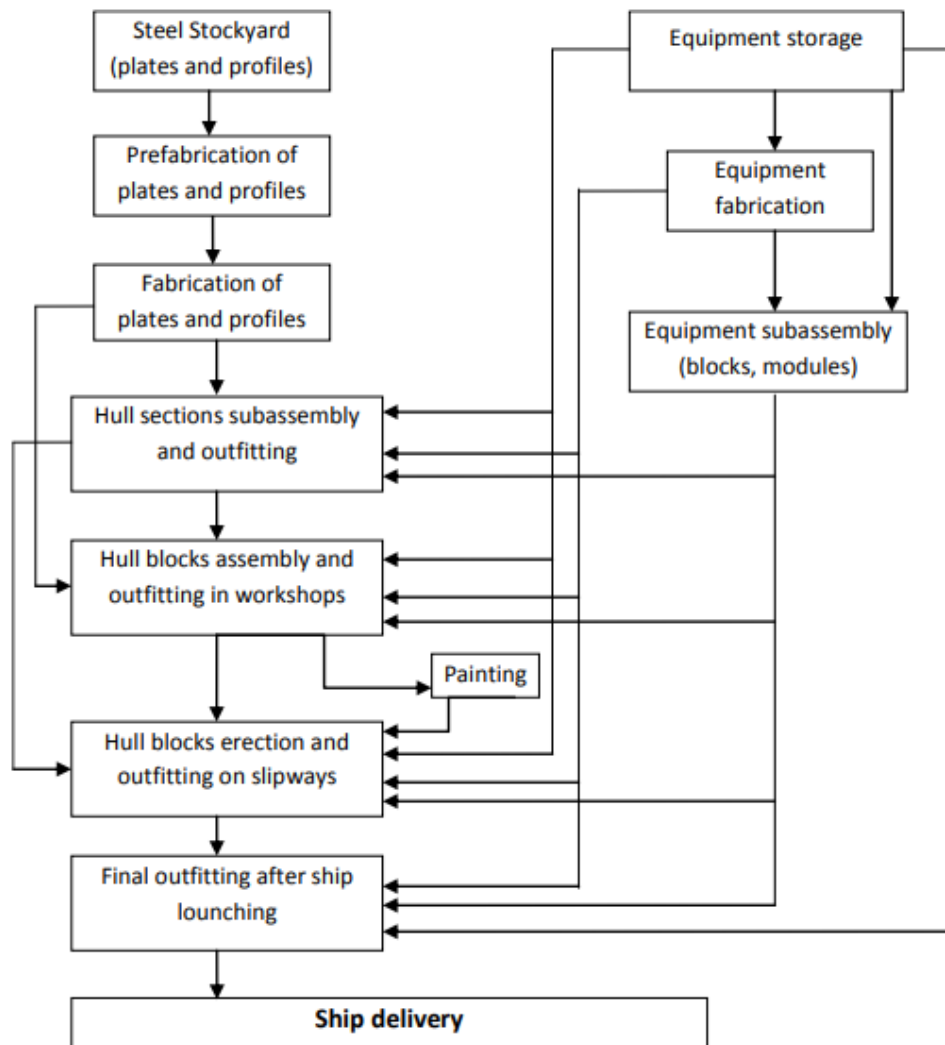 Steel Stockyard
(plates and profiles)
Equipment storage
Prefabrication of
plates and profiles
Equipment
fabrication
Fabrication of
plates and profiles
Equipment subassembly
(blocks, modules)
Hull sections subassembly
and outfitting
Hull blocks assembly and
outfitting in workshops
Painting
Hull blocks erection and
outfitting on slipways
Final outfitting after ship
lounching
Ship delivery